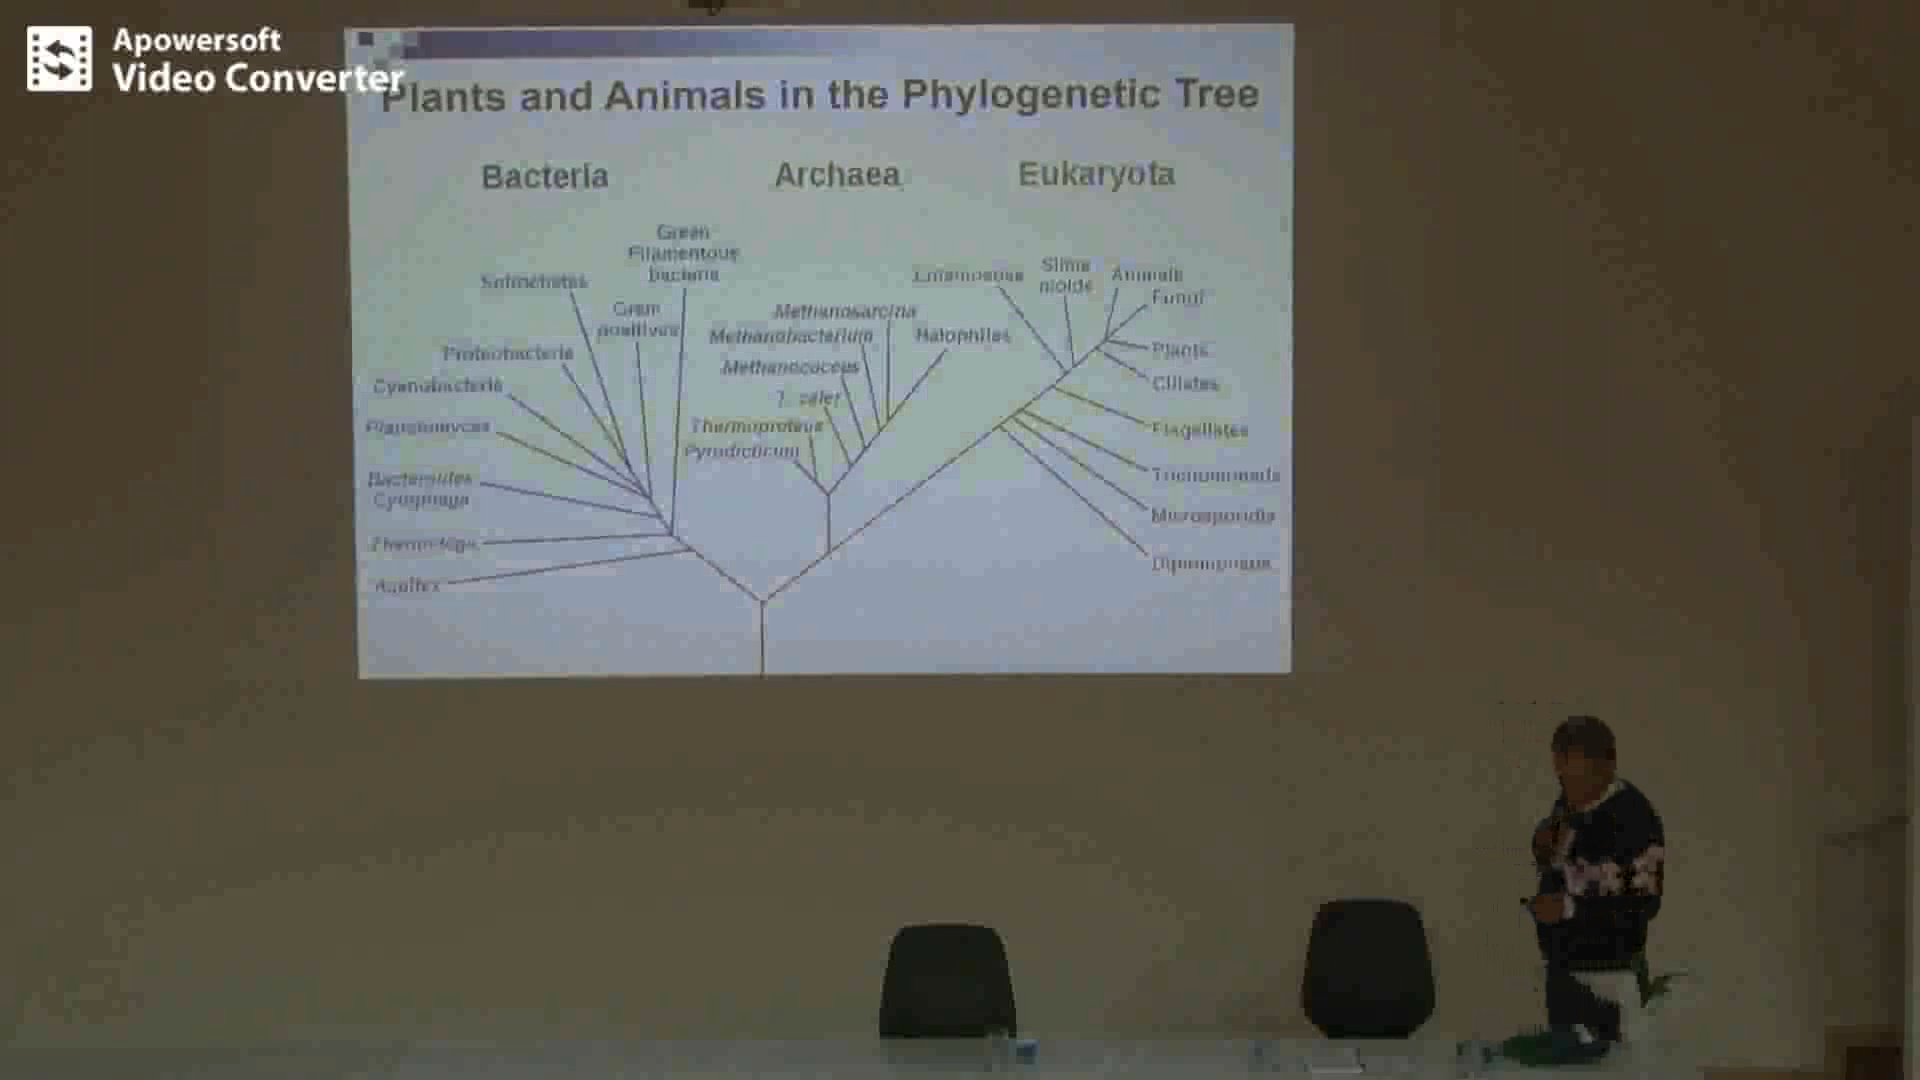 Apowersoft
Video Converter
Plants and Animals in the Phylogenetic Tree
Bacteria
Archaea
Eukaryota
Green
Filamentous
bacteria
Spirochetes
Gram
positives
Proteobacteria
Cyanobacteria
Planctomyces
Bacteroides
Cytophaga
Thermotoga
Aquifex
Methanosarcina
Methanobacterium
Halophiles
Methanococcus
T. celer
Thermoproteus
Pyrodicticum
Entamoebae
Slime
molds
Animals
Fungi
Plants
Ciliates
Flagellates
Trichomonads
Microsporidia
Diplomonads